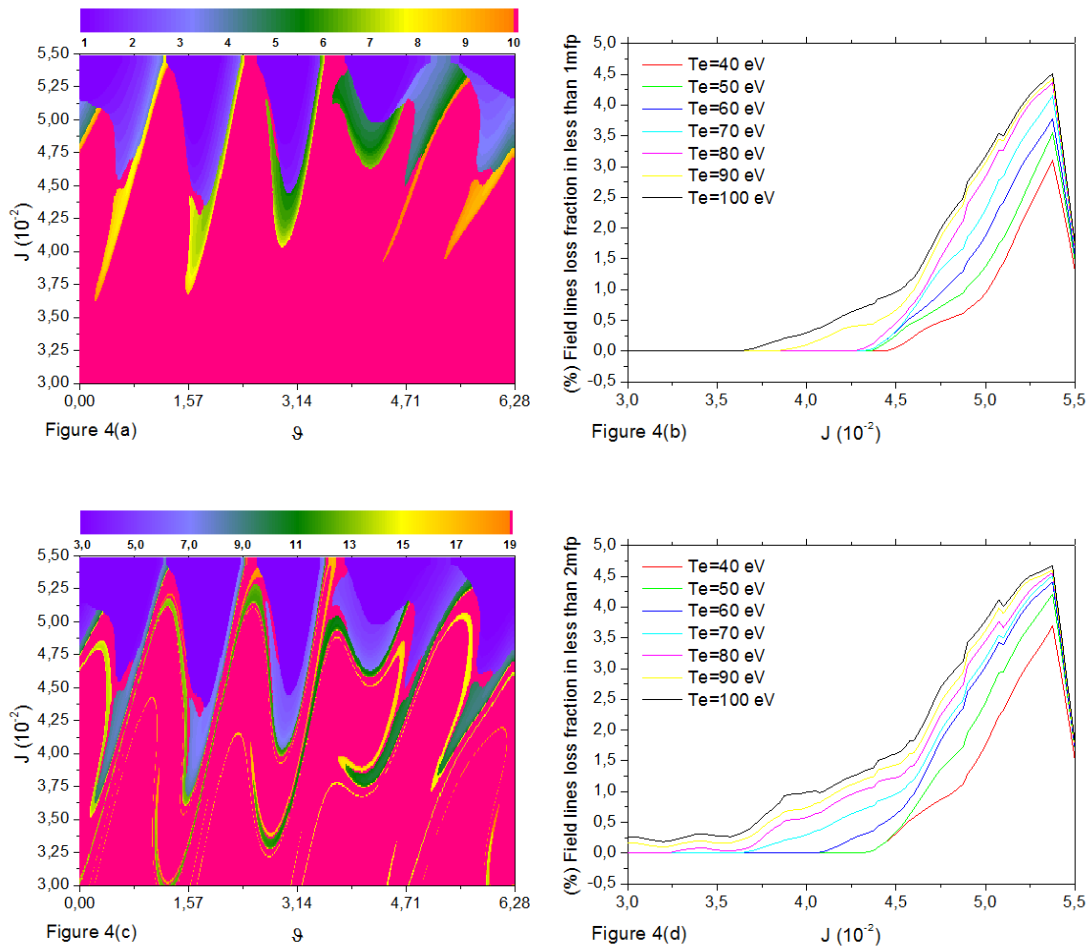 1 2 3 4 5 6 7 8 9 10
5,50
5,25
5,00
4,75
4,50
4,25
4,00
3,75
3,50
3,25
3,00
J (10-2)
0,00 1,57 3,14 4,71 6,28
Figure 4(a)
ϑ
(%) Field lines loss fraction in less than 1mfp
5,0
4,5
4,0
3,5
3,0
2,5
2,0
1,5
1,0
0,5
0,0
-0,5
Te=40 eV
Te=50 eV
Te=60 eV
Te=70 eV
Te=80 eV
Te=90 eV
Te=100 eV
3,0 3,5 4,0 4,5 5,0 5,5
Figure 4(b)
J (10-2)
3,0 5,0 7,0 9,0 11 13 15 17 19
5,50
5,25
5,00
4,75
4,50
4,25
4,00
3,75
3,50
3,25
3,00
J (10-2)
0,00 1,57 3,14 4,71 6,28
Figure 4(c)
ϑ
(%) Field lines loss fraction in less than 2mfp
5,0
4,5
4,0
3,5
3,0
2,5
2,0
1,5
1,0
0,5
0,0
-0,5
Te=40 eV
Te=50 eV
Te=60 eV
Te=70 eV
Te=80 eV
Te=90 eV
Te=100 eV
3,0 3,5 4,0 4,5 5,0 5,5
Figure 4(d)
J (10-2)